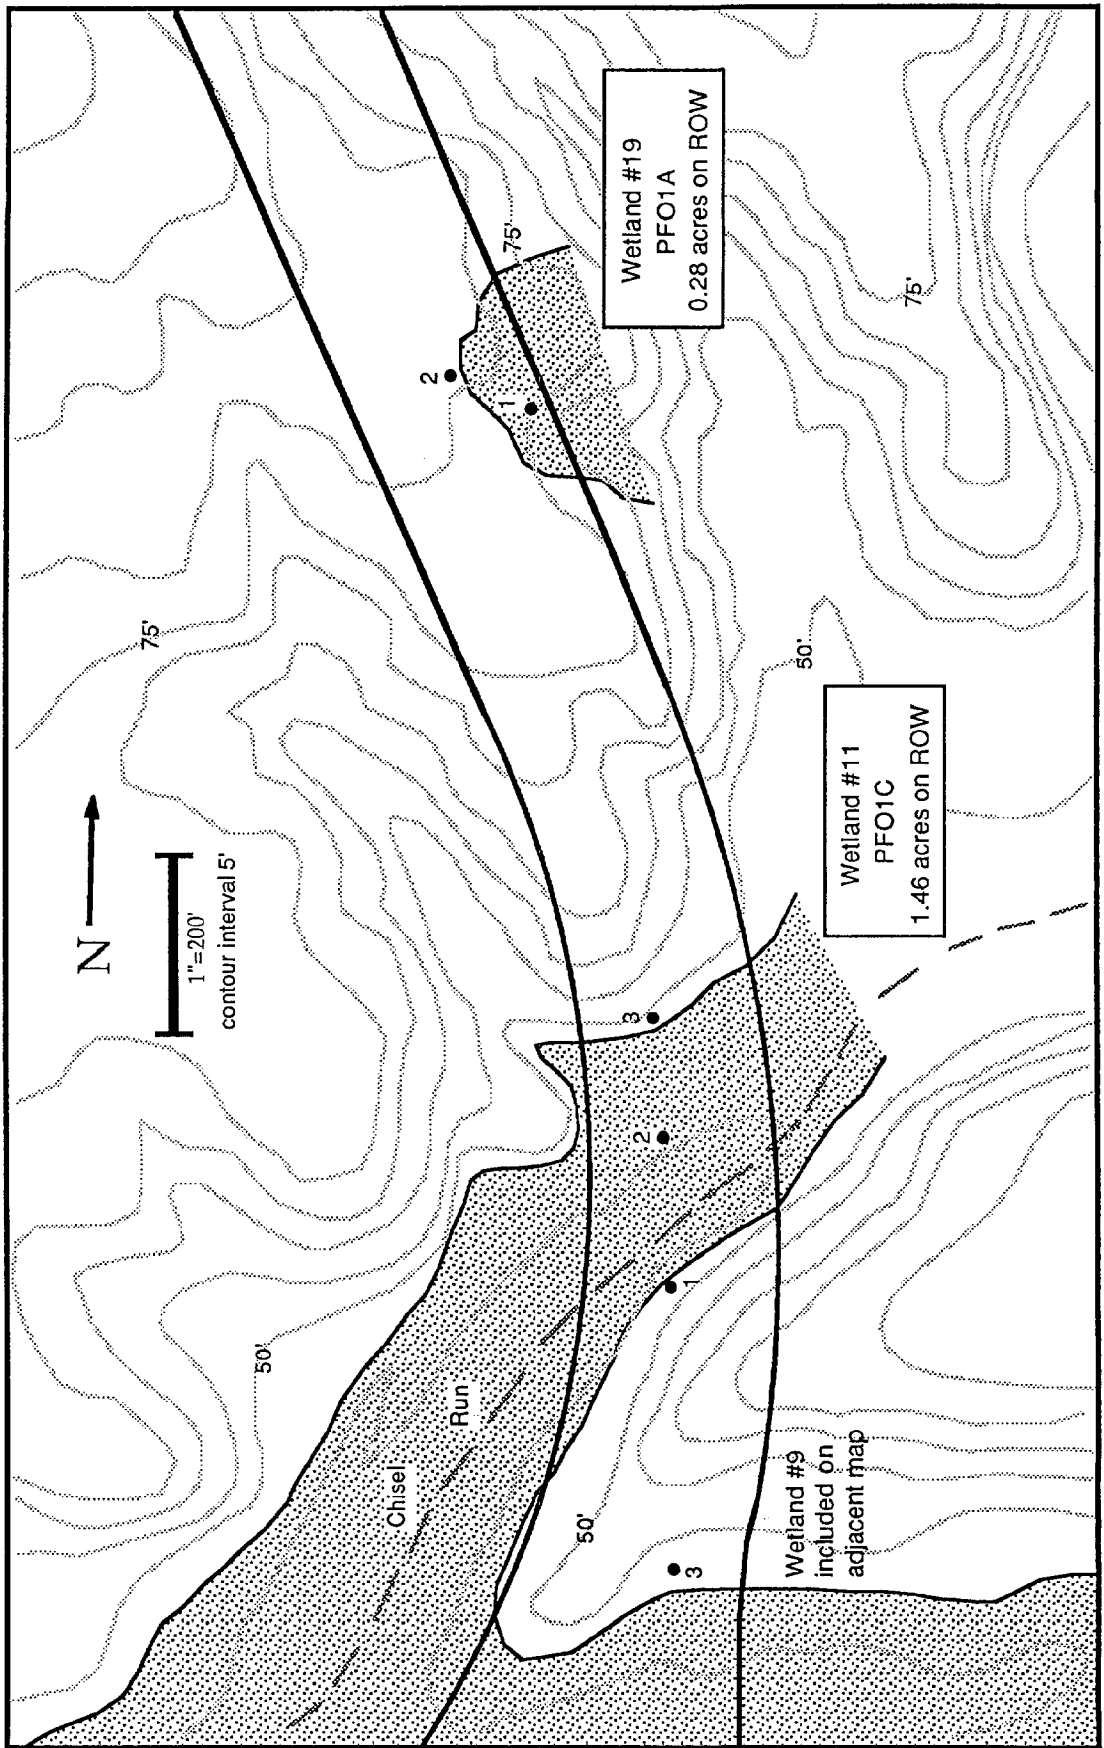 N
1"=200'
contour interval 5'
75'
75'
75'
50'
50'
50'
Wetland #19
PFO1A
0.28 acres on ROW
2
1
Wetland #11
PFO1C
1.46 acres on ROW
3
2
1
Chisel
Run
3
Wetland #9
included on
adjacent map